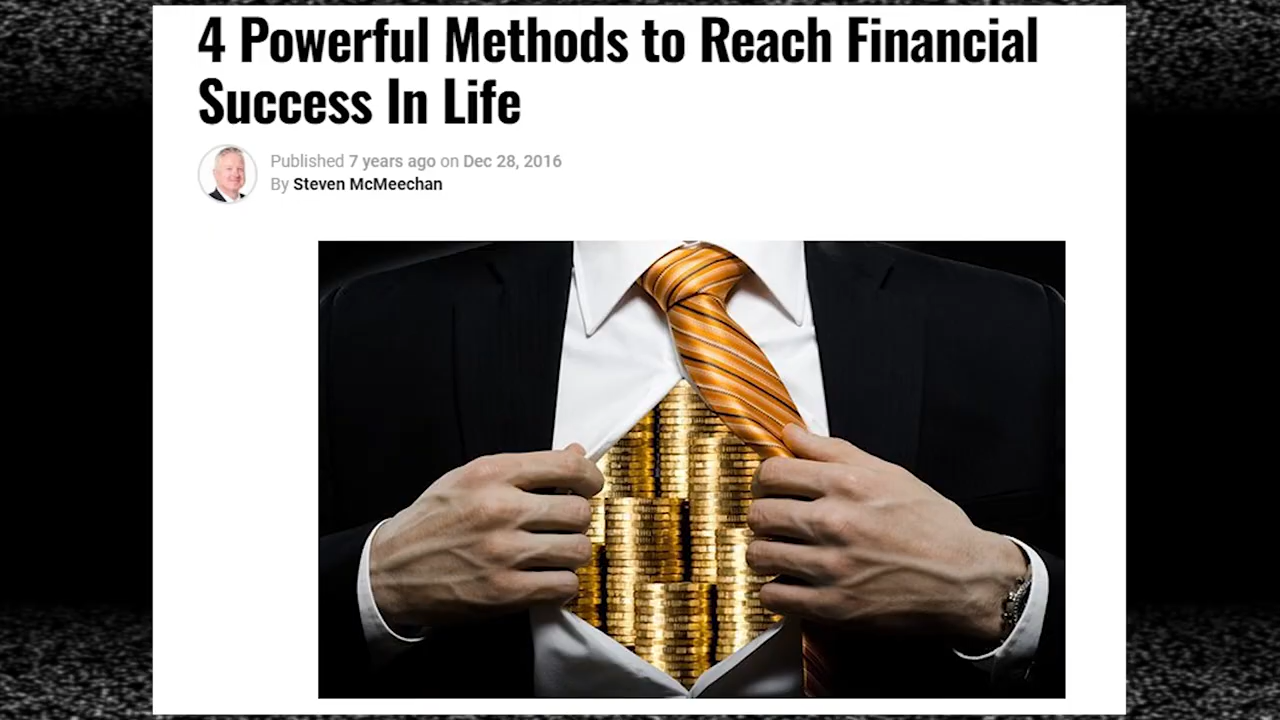 4 Powerful Methods to Reach Financial
Success In Life
Published 7 years ago on Dec 28, 2016
By Steven McMeechan